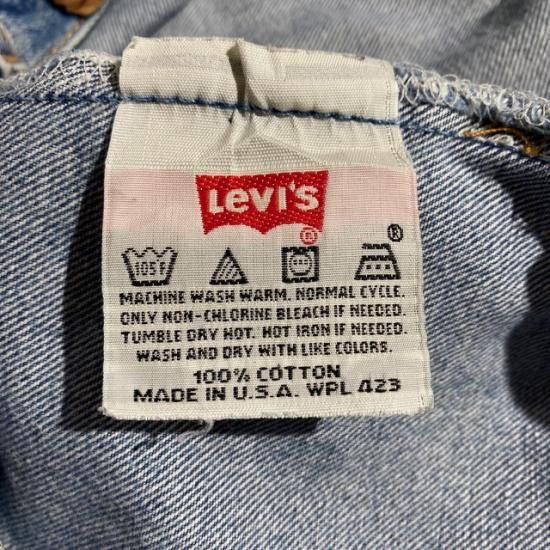 Levi's
®
®
105F
MACHINE WASH WARM. NORMAL CYCLE.
ONLY NON-CHLORINE BLEACH IF NEEDED.
TUMBLE DRY HOT. HOT IRON IF NEEDED.
WASH AND DRY WITH LIKE COLORS.
100% COTTON
MADE IN U.S.A. WPL 423